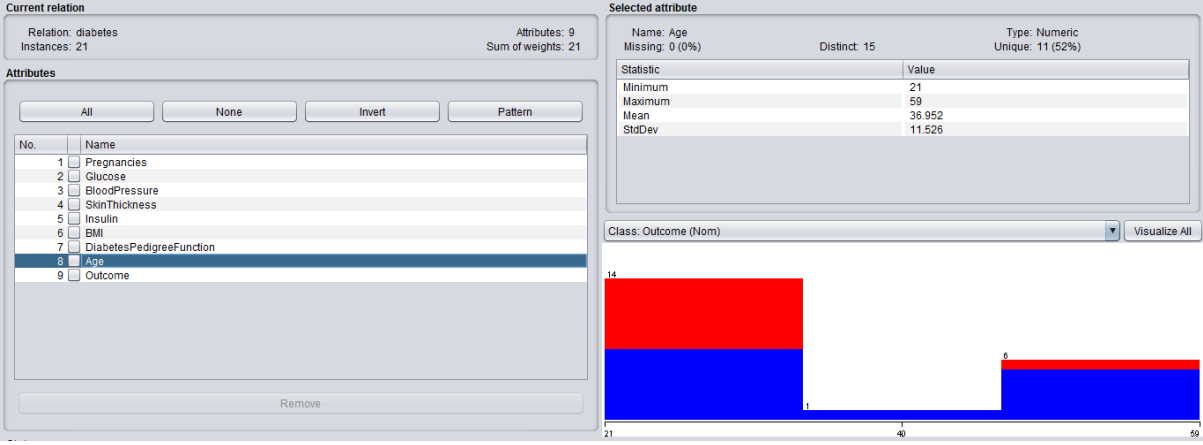 Current relation
Relation: diabetes
Attributes: 9
Instances: 21
Sum of weights: 21
Attributes
All
None
Invert
Pattern
No.
Name
1 Pregnancies
2 Glucose
3 BloodPressure
4 SkinThickness
5 Insulin
6 BMI
7 DiabetesPedigreeFunction
8 Age
9 Outcome
Remove
Selected attribute
Name: Age
Type: Numeric
Missing: 0 (0%)
Distinct: 15
Unique: 11 (52%)
Statistic
Value
Minimum
21
Maximum
59
Mean
36.952
StdDev
11.526
Class: Outcome (Nom)
Visualize All
14
1
6
21
40
59